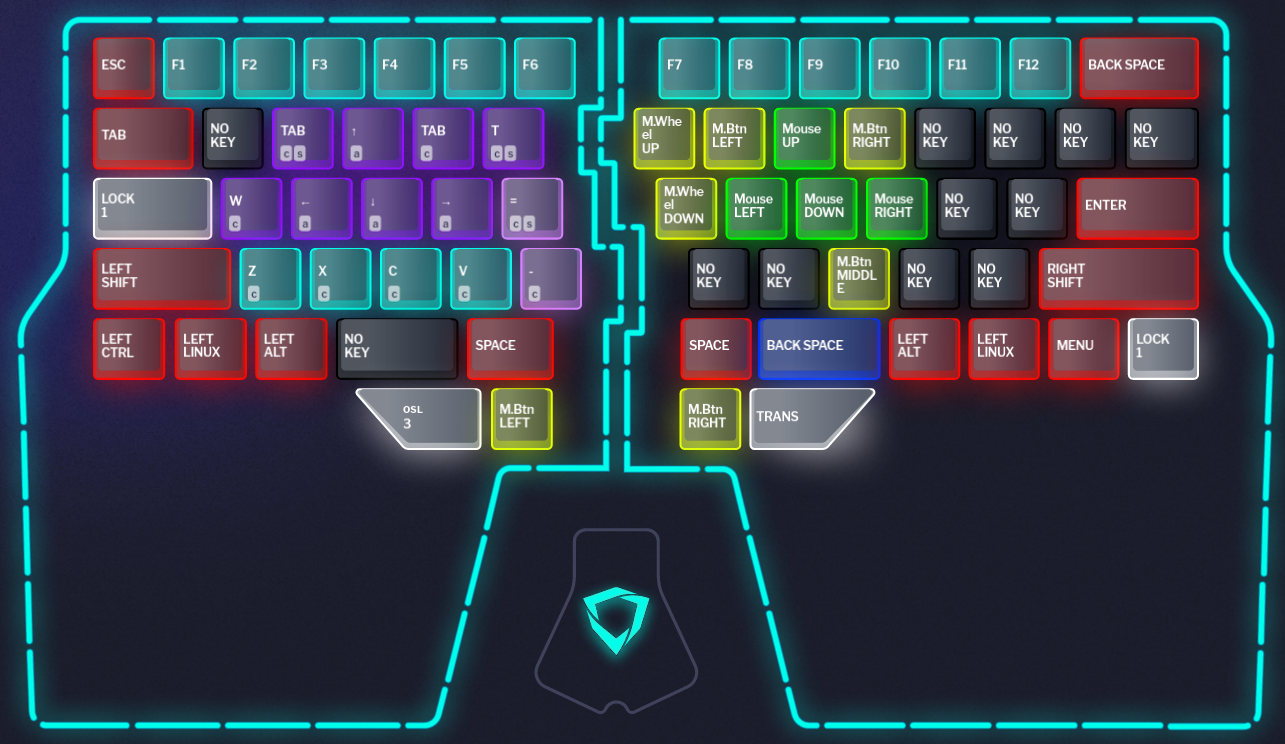 ESC
F1
F2
F3
F4
F5
F6
F7
F8
F9
F10
F11
F12
BACK SPACE
TAB
NO
KEY
TAB
c s
↑
a
TAB
c
T
c s
M.Whe
el
UP
M.Btn
LEFT
Mouse
UP
M.Btn
RIGHT
NO
KEY
NO
KEY
NO
KEY
NO
KEY
LOCK
1
W
c
←
a
↓
a
→
a
=
c s
M.Whe
el
DOWN
Mouse
LEFT
Mouse
DOWN
Mouse
RIGHT
NO
KEY
NO
KEY
ENTER
LEFT
SHIFT
Z
c
X
c
C
c
V
c
-
c
NO
KEY
NO
KEY
M.Btn
MIDDL
E
NO
KEY
NO
KEY
RIGHT
SHIFT
LEFT
CTRL
LEFT
LINUX
LEFT
ALT
NO
KEY
SPACE
SPACE
BACK SPACE
LEFT
ALT
LEFT
LINUX
MENU
LOCK
1
OSL
3
M.Btn
LEFT
M.Btn
RIGHT
TRANS